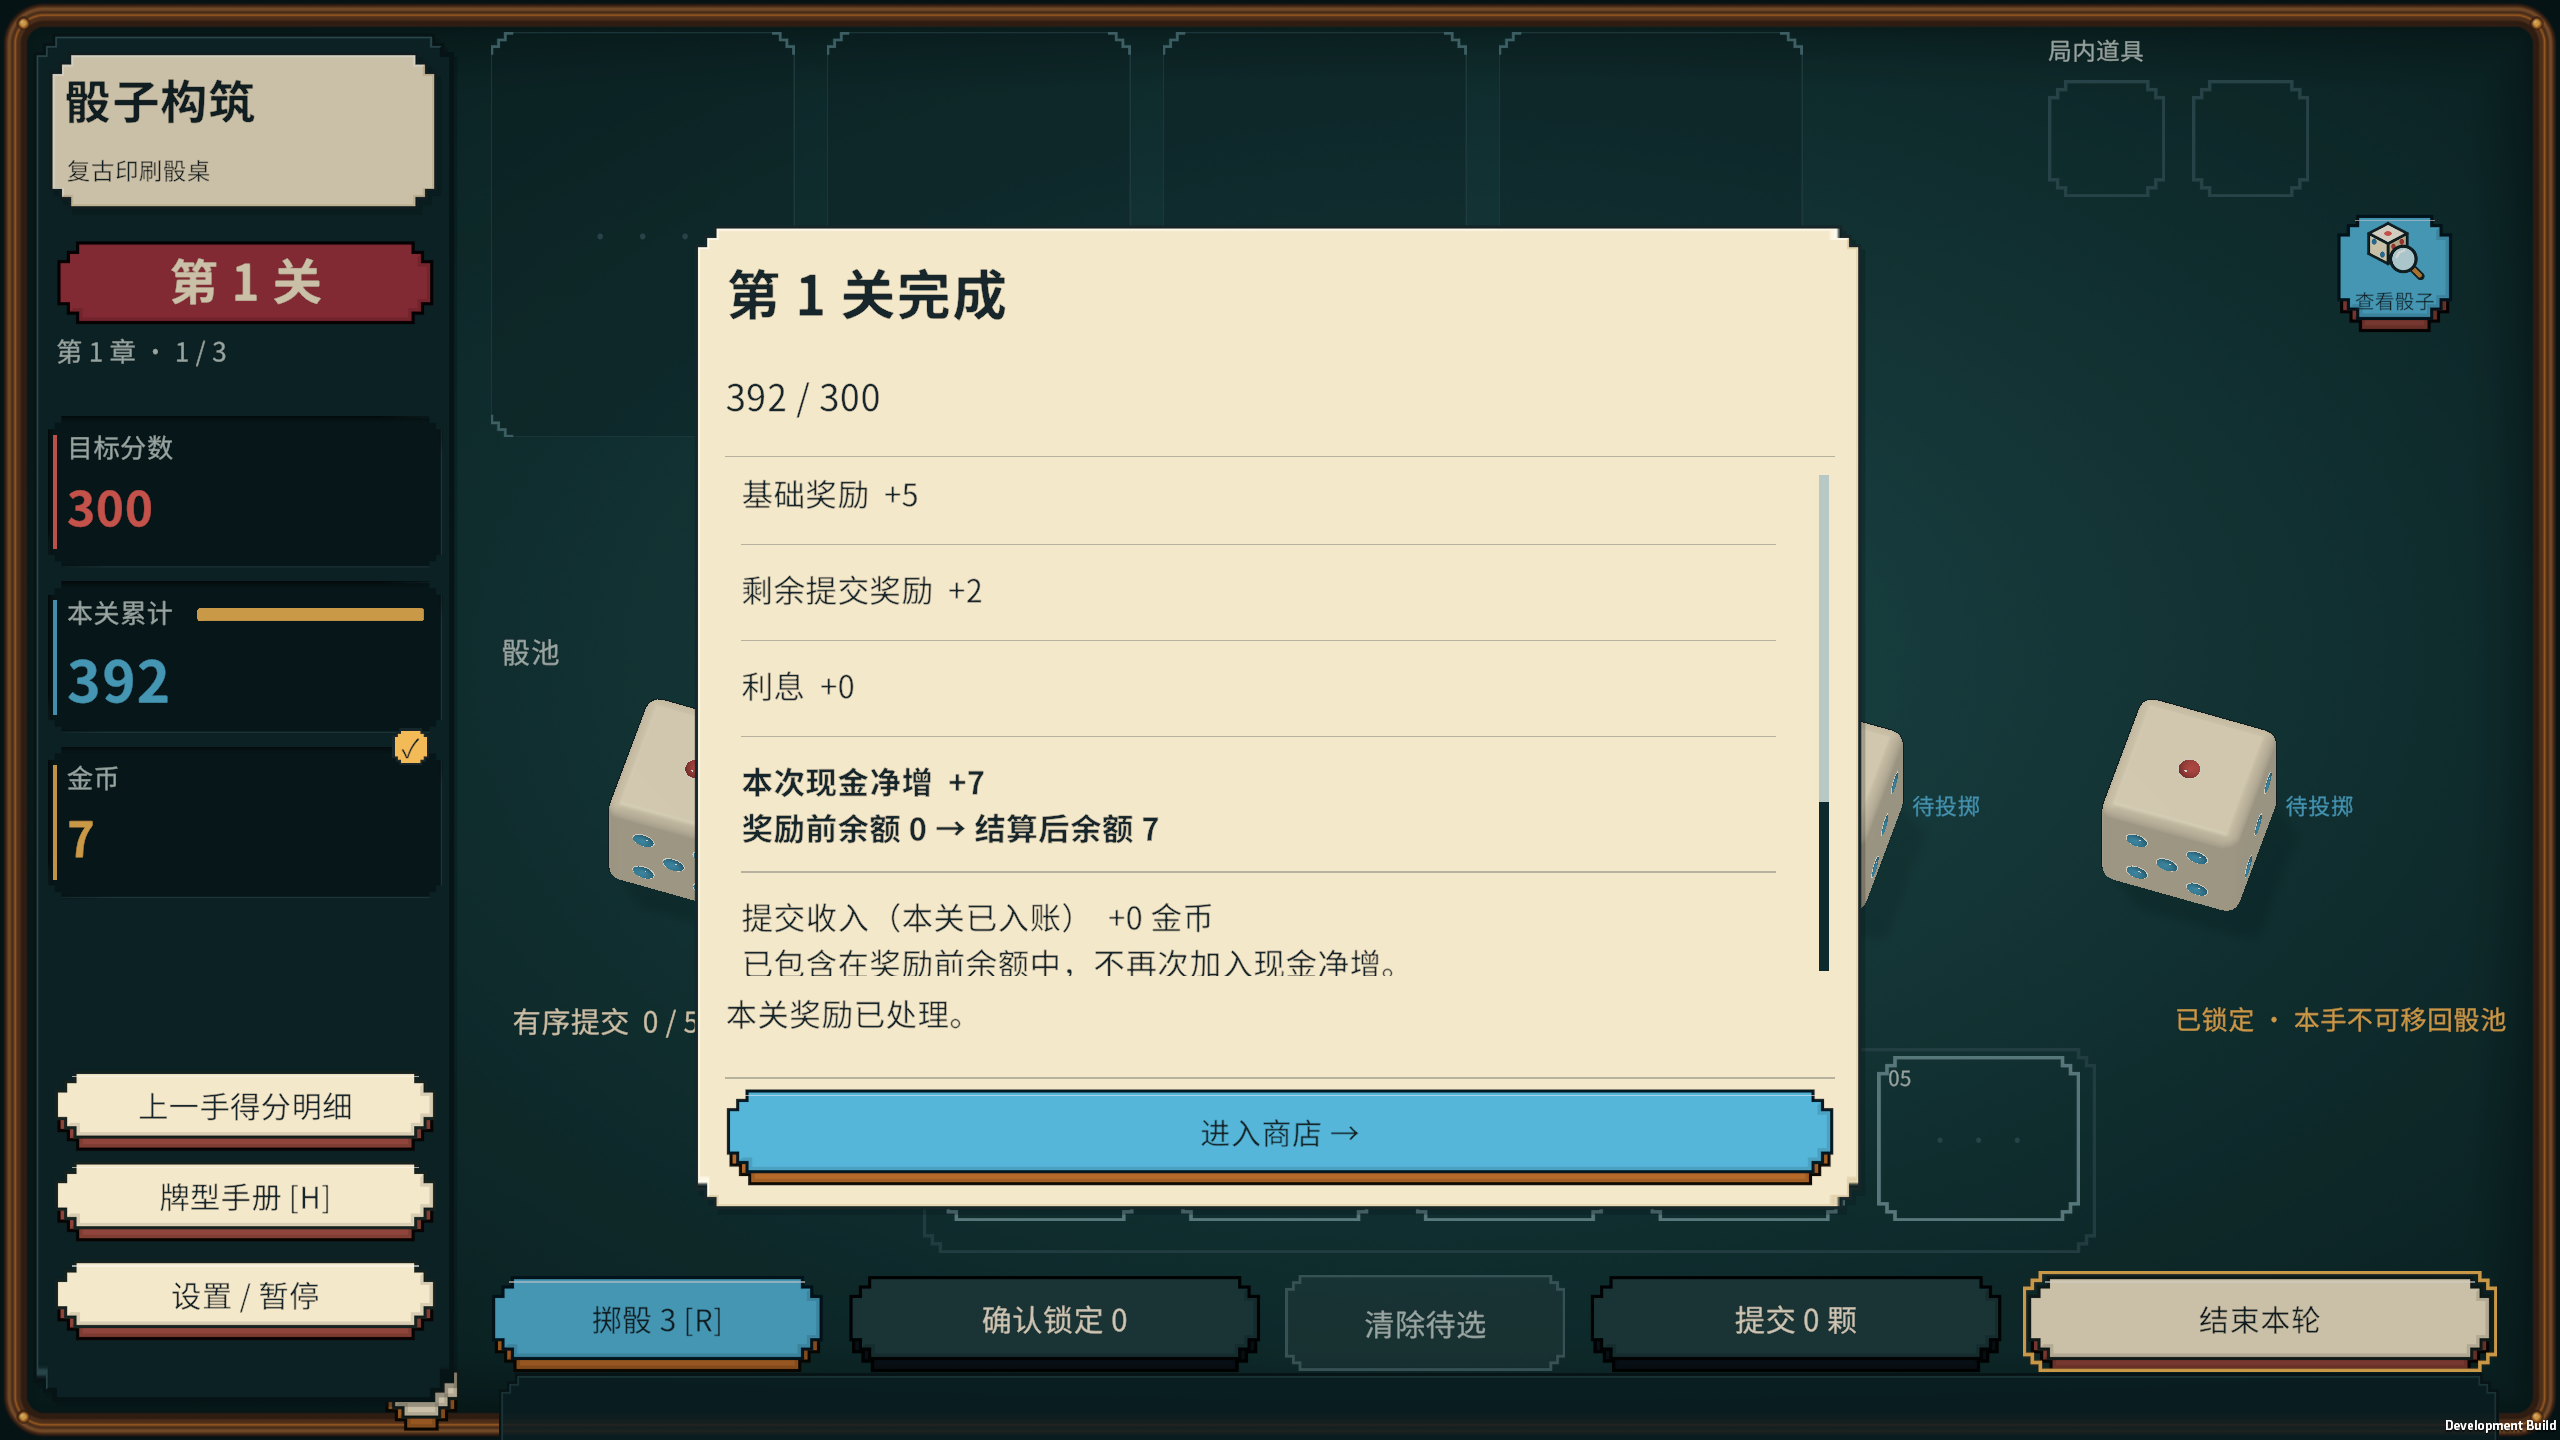 骰子构筑
复古印刷骰桌
第 1 关
第 1 章 · 1 / 3
目标分数
300
本关累计
392
金币
7
上一手得分明细
牌型手册 [H]
设置 / 暂停
局内道具
查看骰子
骰池
待投掷
待投掷
有序提交 0 / 5
已锁定 · 本手不可移回骰池
05
第 1 关完成
392 / 300
基础奖励 +5
剩余提交奖励 +2
利息 +0
本次现金净增 +7
奖励前余额 0 → 结算后余额 7
提交收入（本关已入账） +0 金币
已包含在奖励前余额中，不再次加入现金净增。
本关奖励已处理。
进入商店 →
掷骰 3 [R]
确认锁定 0
清除待选
提交 0 颗
结束本轮
Development Build